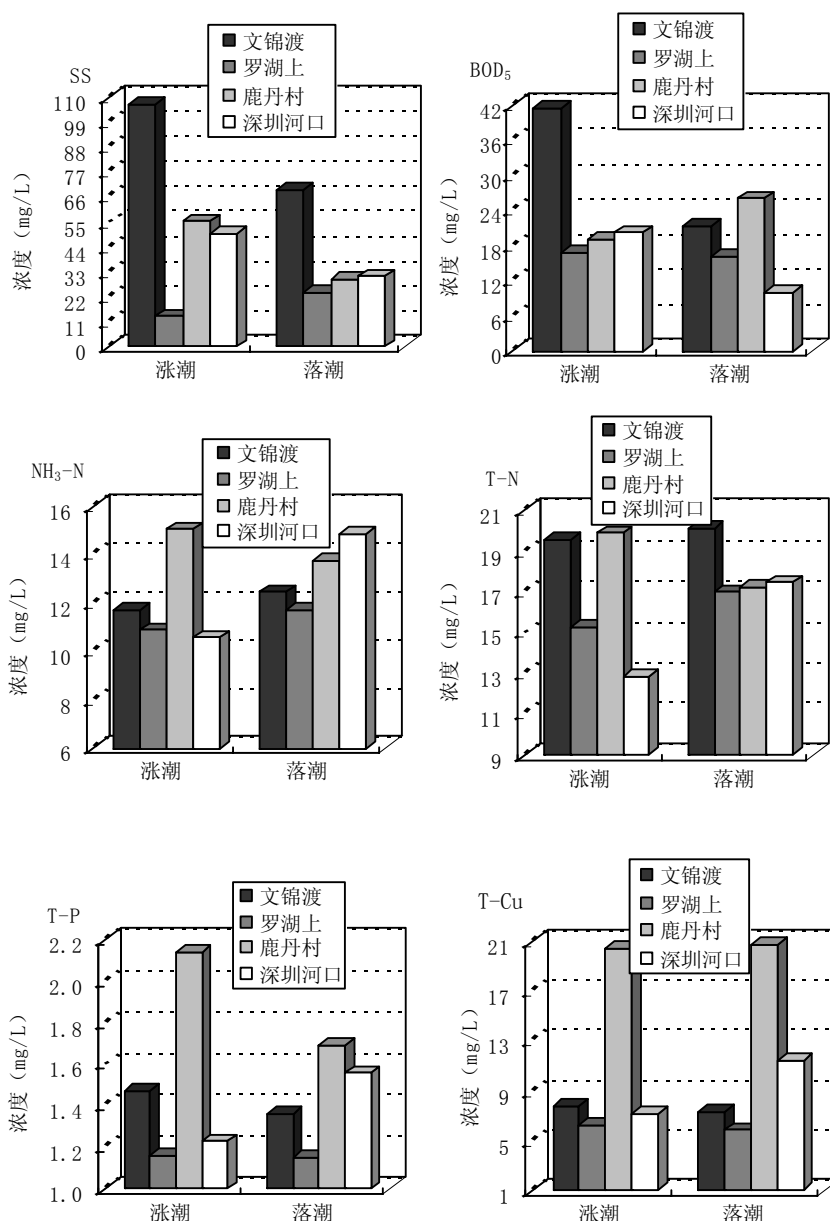 SS
浓度 (mg/L)
110
99
88
77
66
55
44
33
22
11
0
文锦渡
罗湖上
鹿丹村
深圳河口
涨潮
落潮
BOD₅
浓度 (mg/L)
42
36
30
24
18
12
6
0
文锦渡
罗湖上
鹿丹村
深圳河口
涨潮
落潮
NH₃-N
浓度 (mg/L)
16
14
12
10
8
6
文锦渡
罗湖上
鹿丹村
深圳河口
涨潮
落潮
T-N
浓度 (mg/L)
21
19
17
15
13
11
9
文锦渡
罗湖上
鹿丹村
深圳河口
涨潮
落潮
T-P
浓度 (mg/L)
2.2
2.0
1.8
1.6
1.4
1.2
1.0
文锦渡
罗湖上
鹿丹村
深圳河口
涨潮
落潮
T-Cu
浓度 (mg/L)
21
17
13
9
5
1
文锦渡
罗湖上
鹿丹村
深圳河口
涨潮
落潮